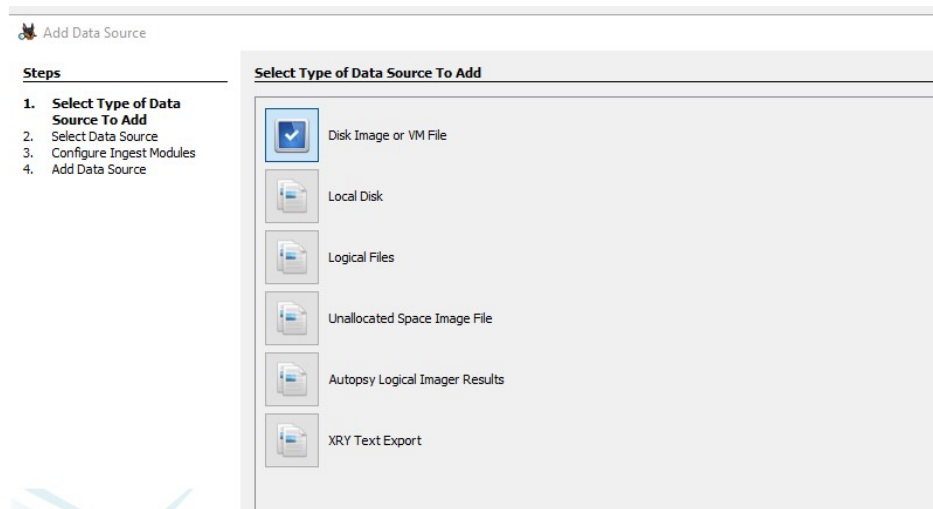 Add Data Source
Steps
1. Select Type of Data
Source To Add
2. Select Data Source
3. Configure Ingest Modules
4. Add Data Source
Select Type of Data Source To Add
Disk Image or VM File
Local Disk
Logical Files
Unallocated Space Image File
Autopsy Logical Imager Results
XRY Text Export